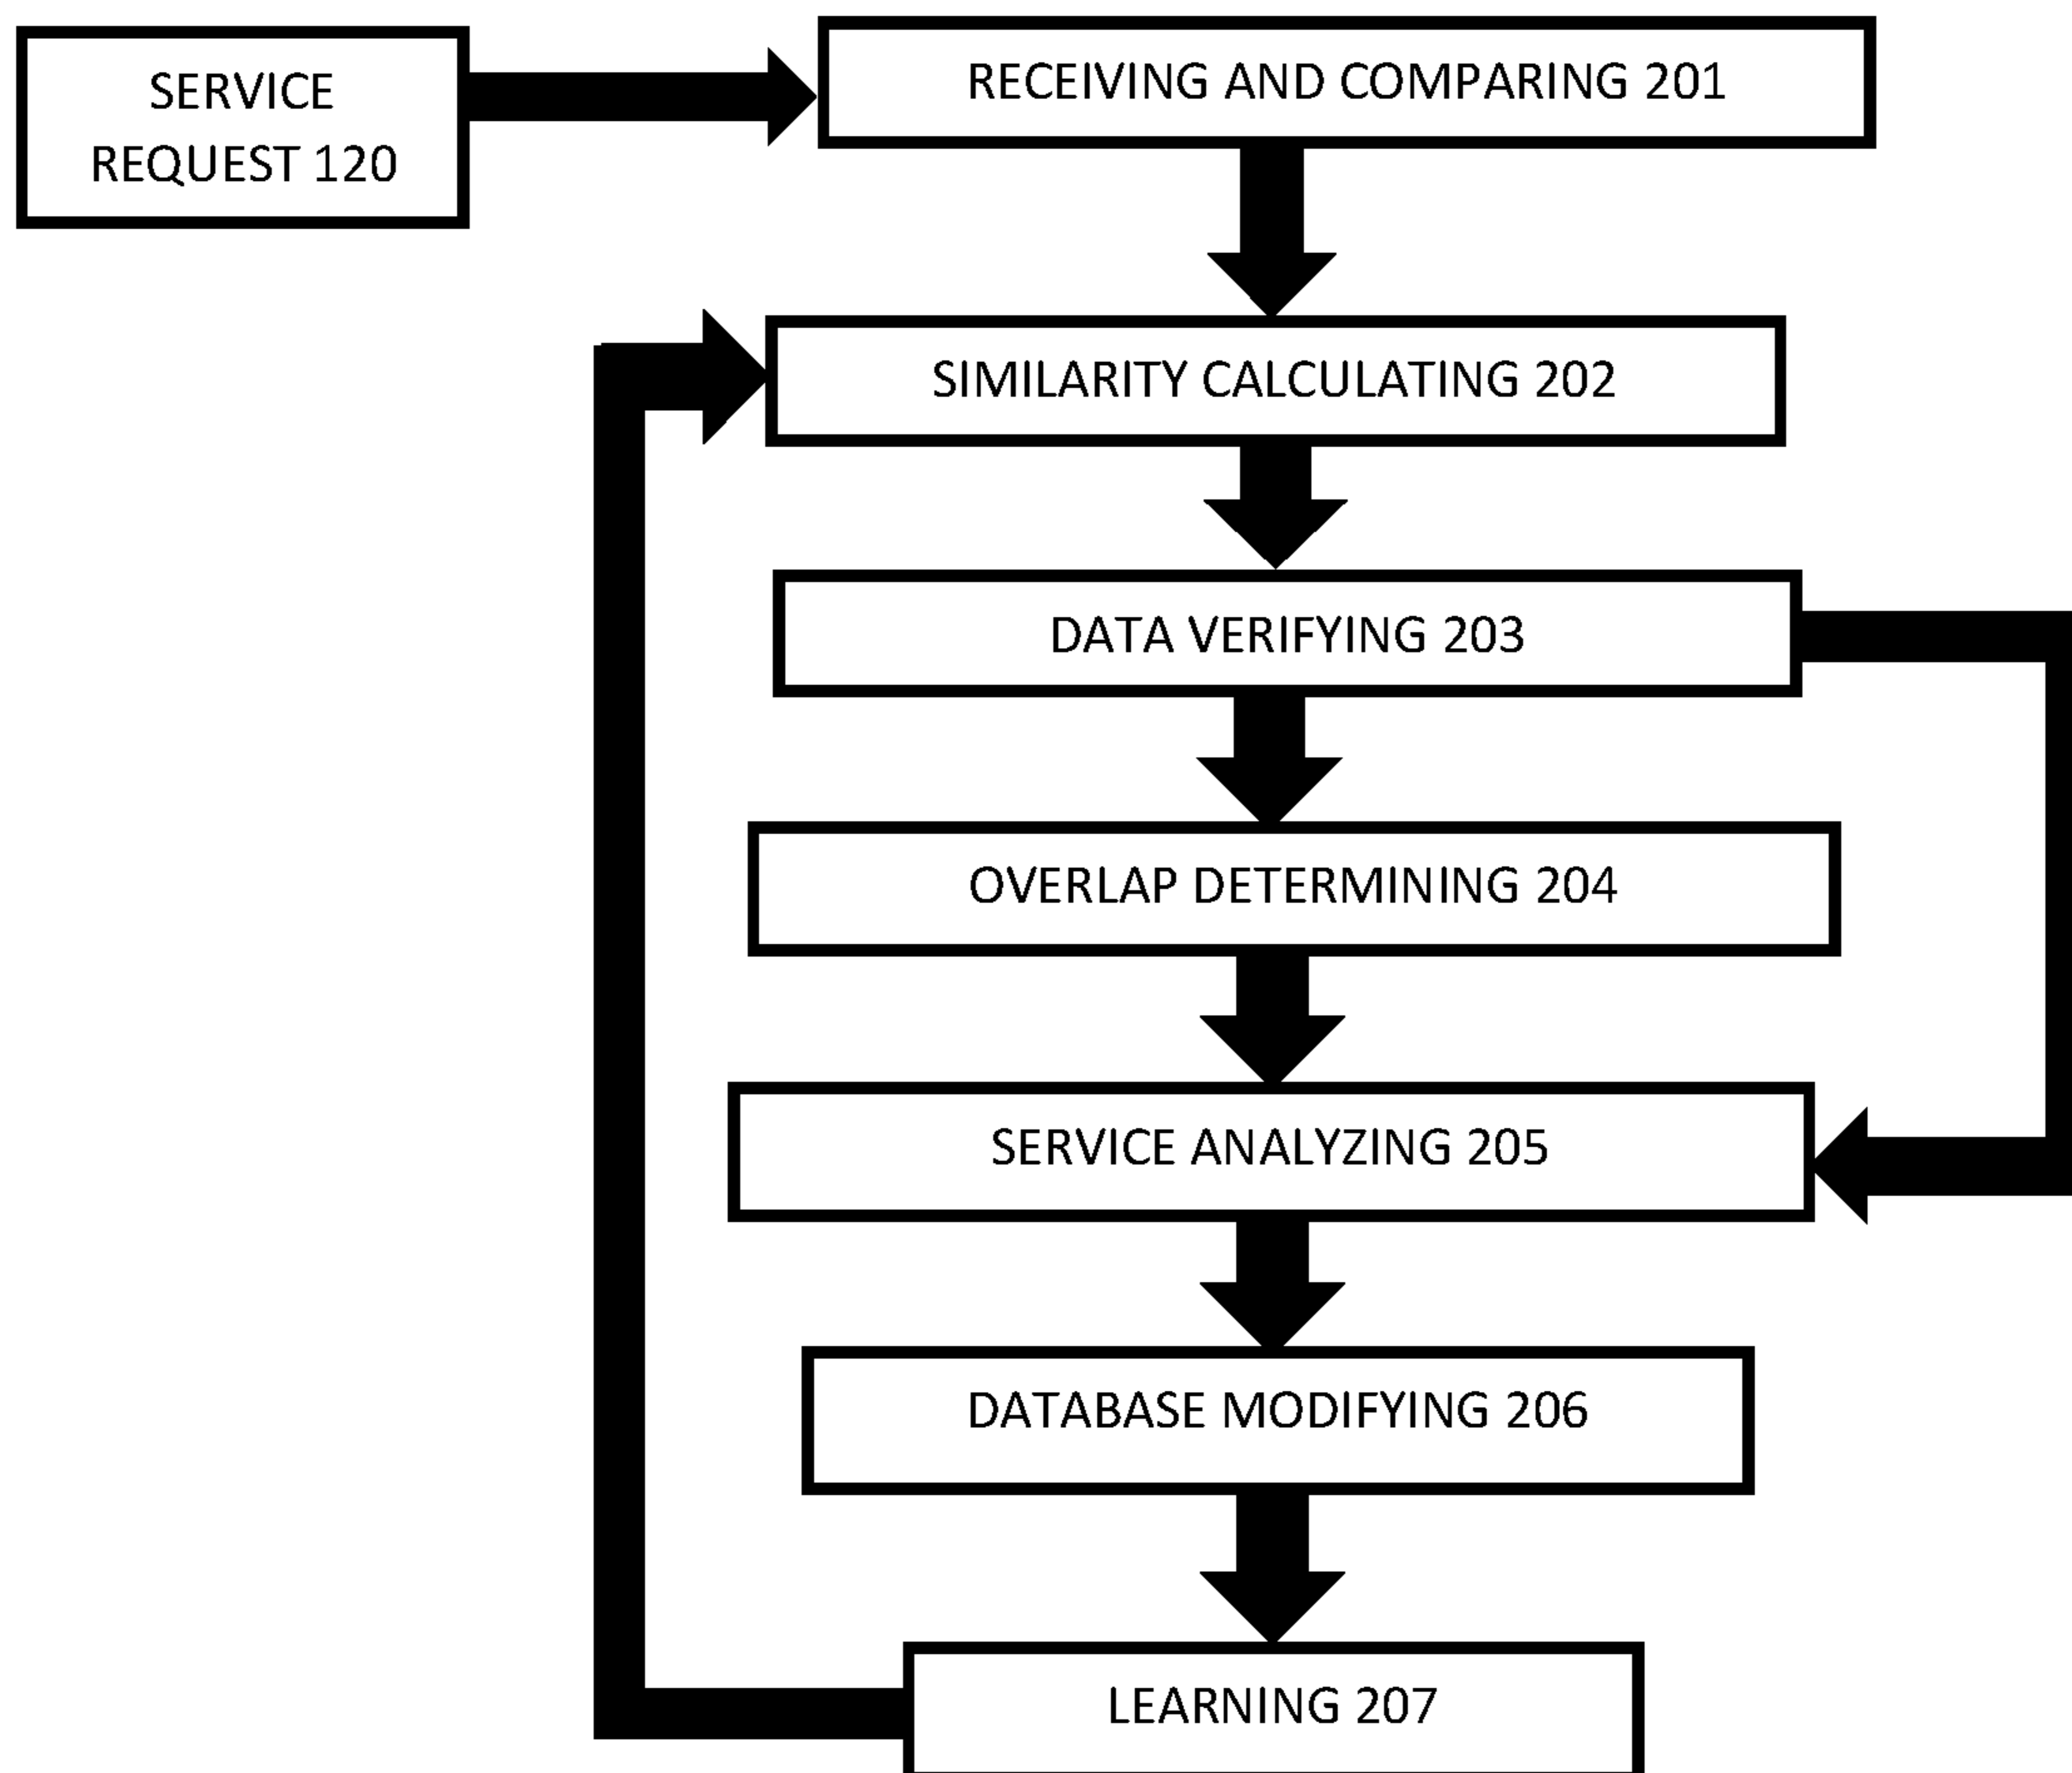 SERVICE
REQUEST 120
RECEIVING AND COMPARING 201
SIMILARITY CALCULATING 202
DATA VERIFYING 203
OVERLAP DETERMINING 204
SERVICE ANALYZING 205
DATABASE MODIFYING 206
LEARNING 207